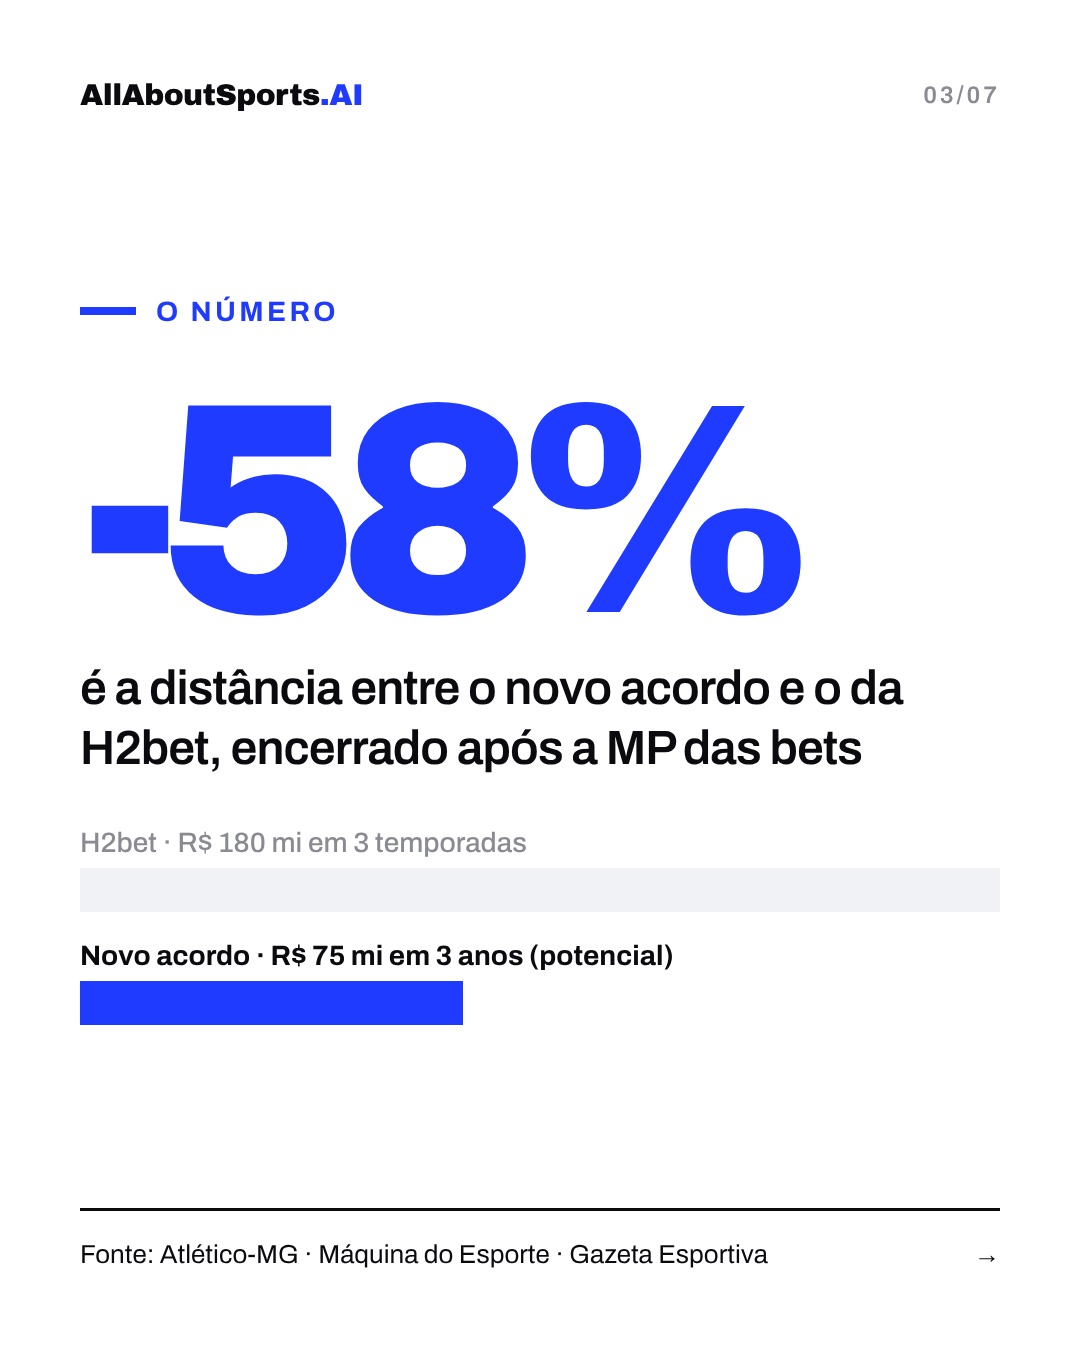 AllAboutSports.AI
03/07
O NÚMERO
-58%
é a distância entre o novo acordo e o da
H2bet, encerrado após a MP das bets
H2bet · R$ 180 mi em 3 temporadas
Novo acordo · R$ 75 mi em 3 anos (potencial)
Fonte: Atlético-MG · Máquina do Esporte · Gazeta Esportiva →